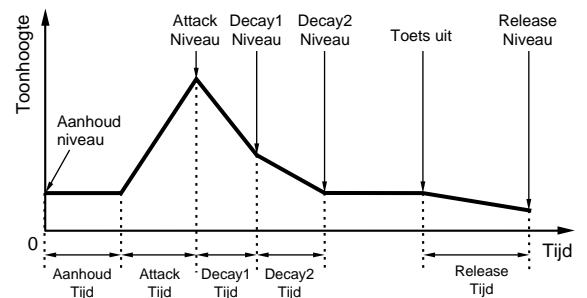 Attack
Niveau
Decay1
Niveau
Decay2
Niveau
Toets uit
Release
Niveau
Toonhoogte
Aanhoud
niveau
0
Tijd
Aanhoud
Tijd
Attack
Tijd
Decay1
Tijd
Decay2
Tijd
Release
Tijd